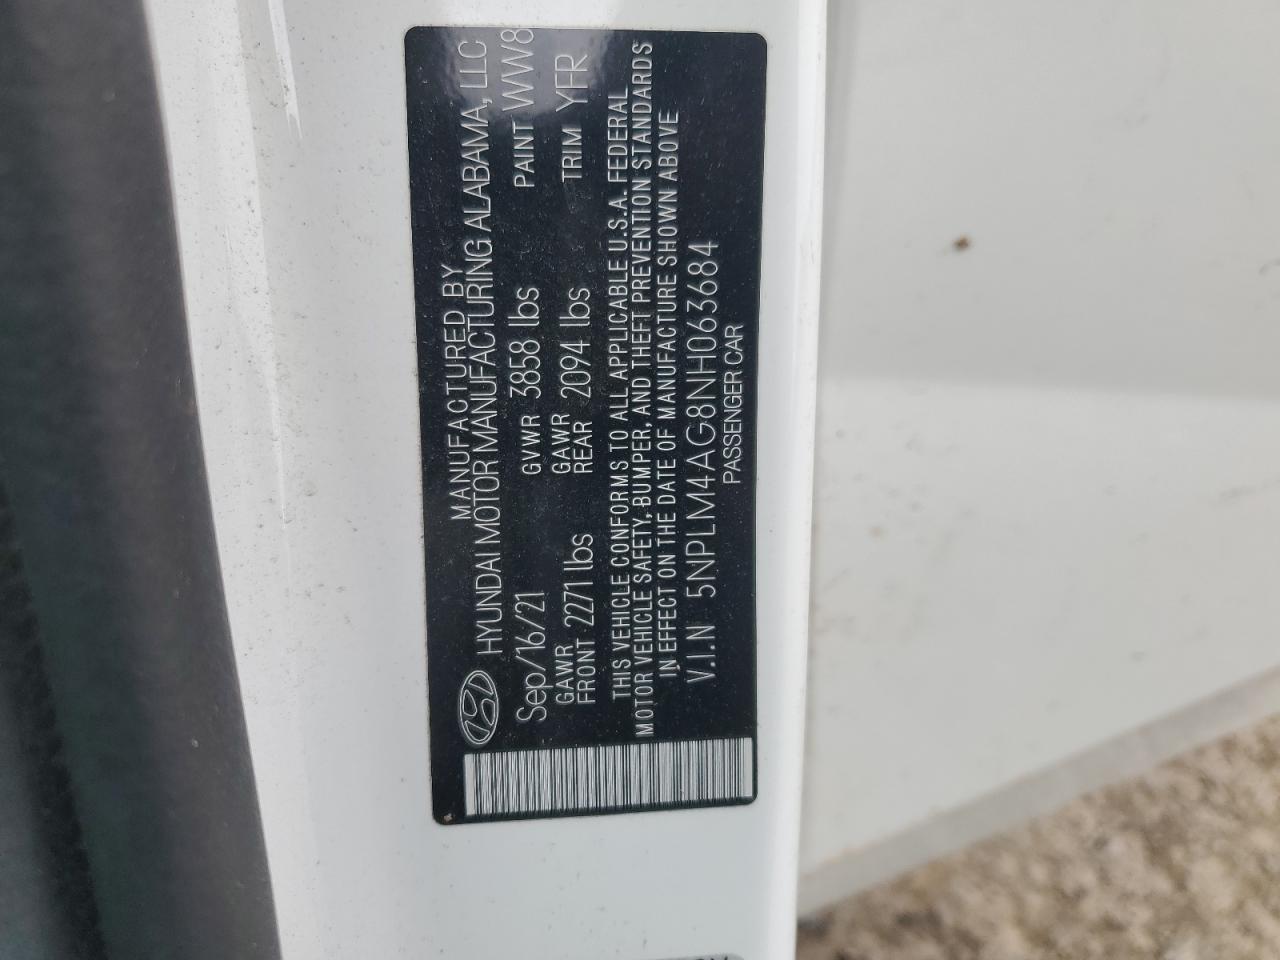 MANUFACTURED BY
HYUNDAI MOTOR MANUFACTURING ALABAMA, LLC
Sep/16/21 GVWR 3858 lbs PAINT WW8
GAWR FRONT 2271 lbs GAWR REAR 2094 lbs TRIM YFR
THIS VEHICLE CONFORMS TO ALL APPLICABLE U.S.A. FEDERAL
MOTOR VEHICLE SAFETY, BUMPER, AND THEFT PREVENTION STANDARDS
IN EFFECT ON THE DATE OF MANUFACTURE SHOWN ABOVE
V.I.N 5NPLM4AG8NH063684
PASSENGER CAR